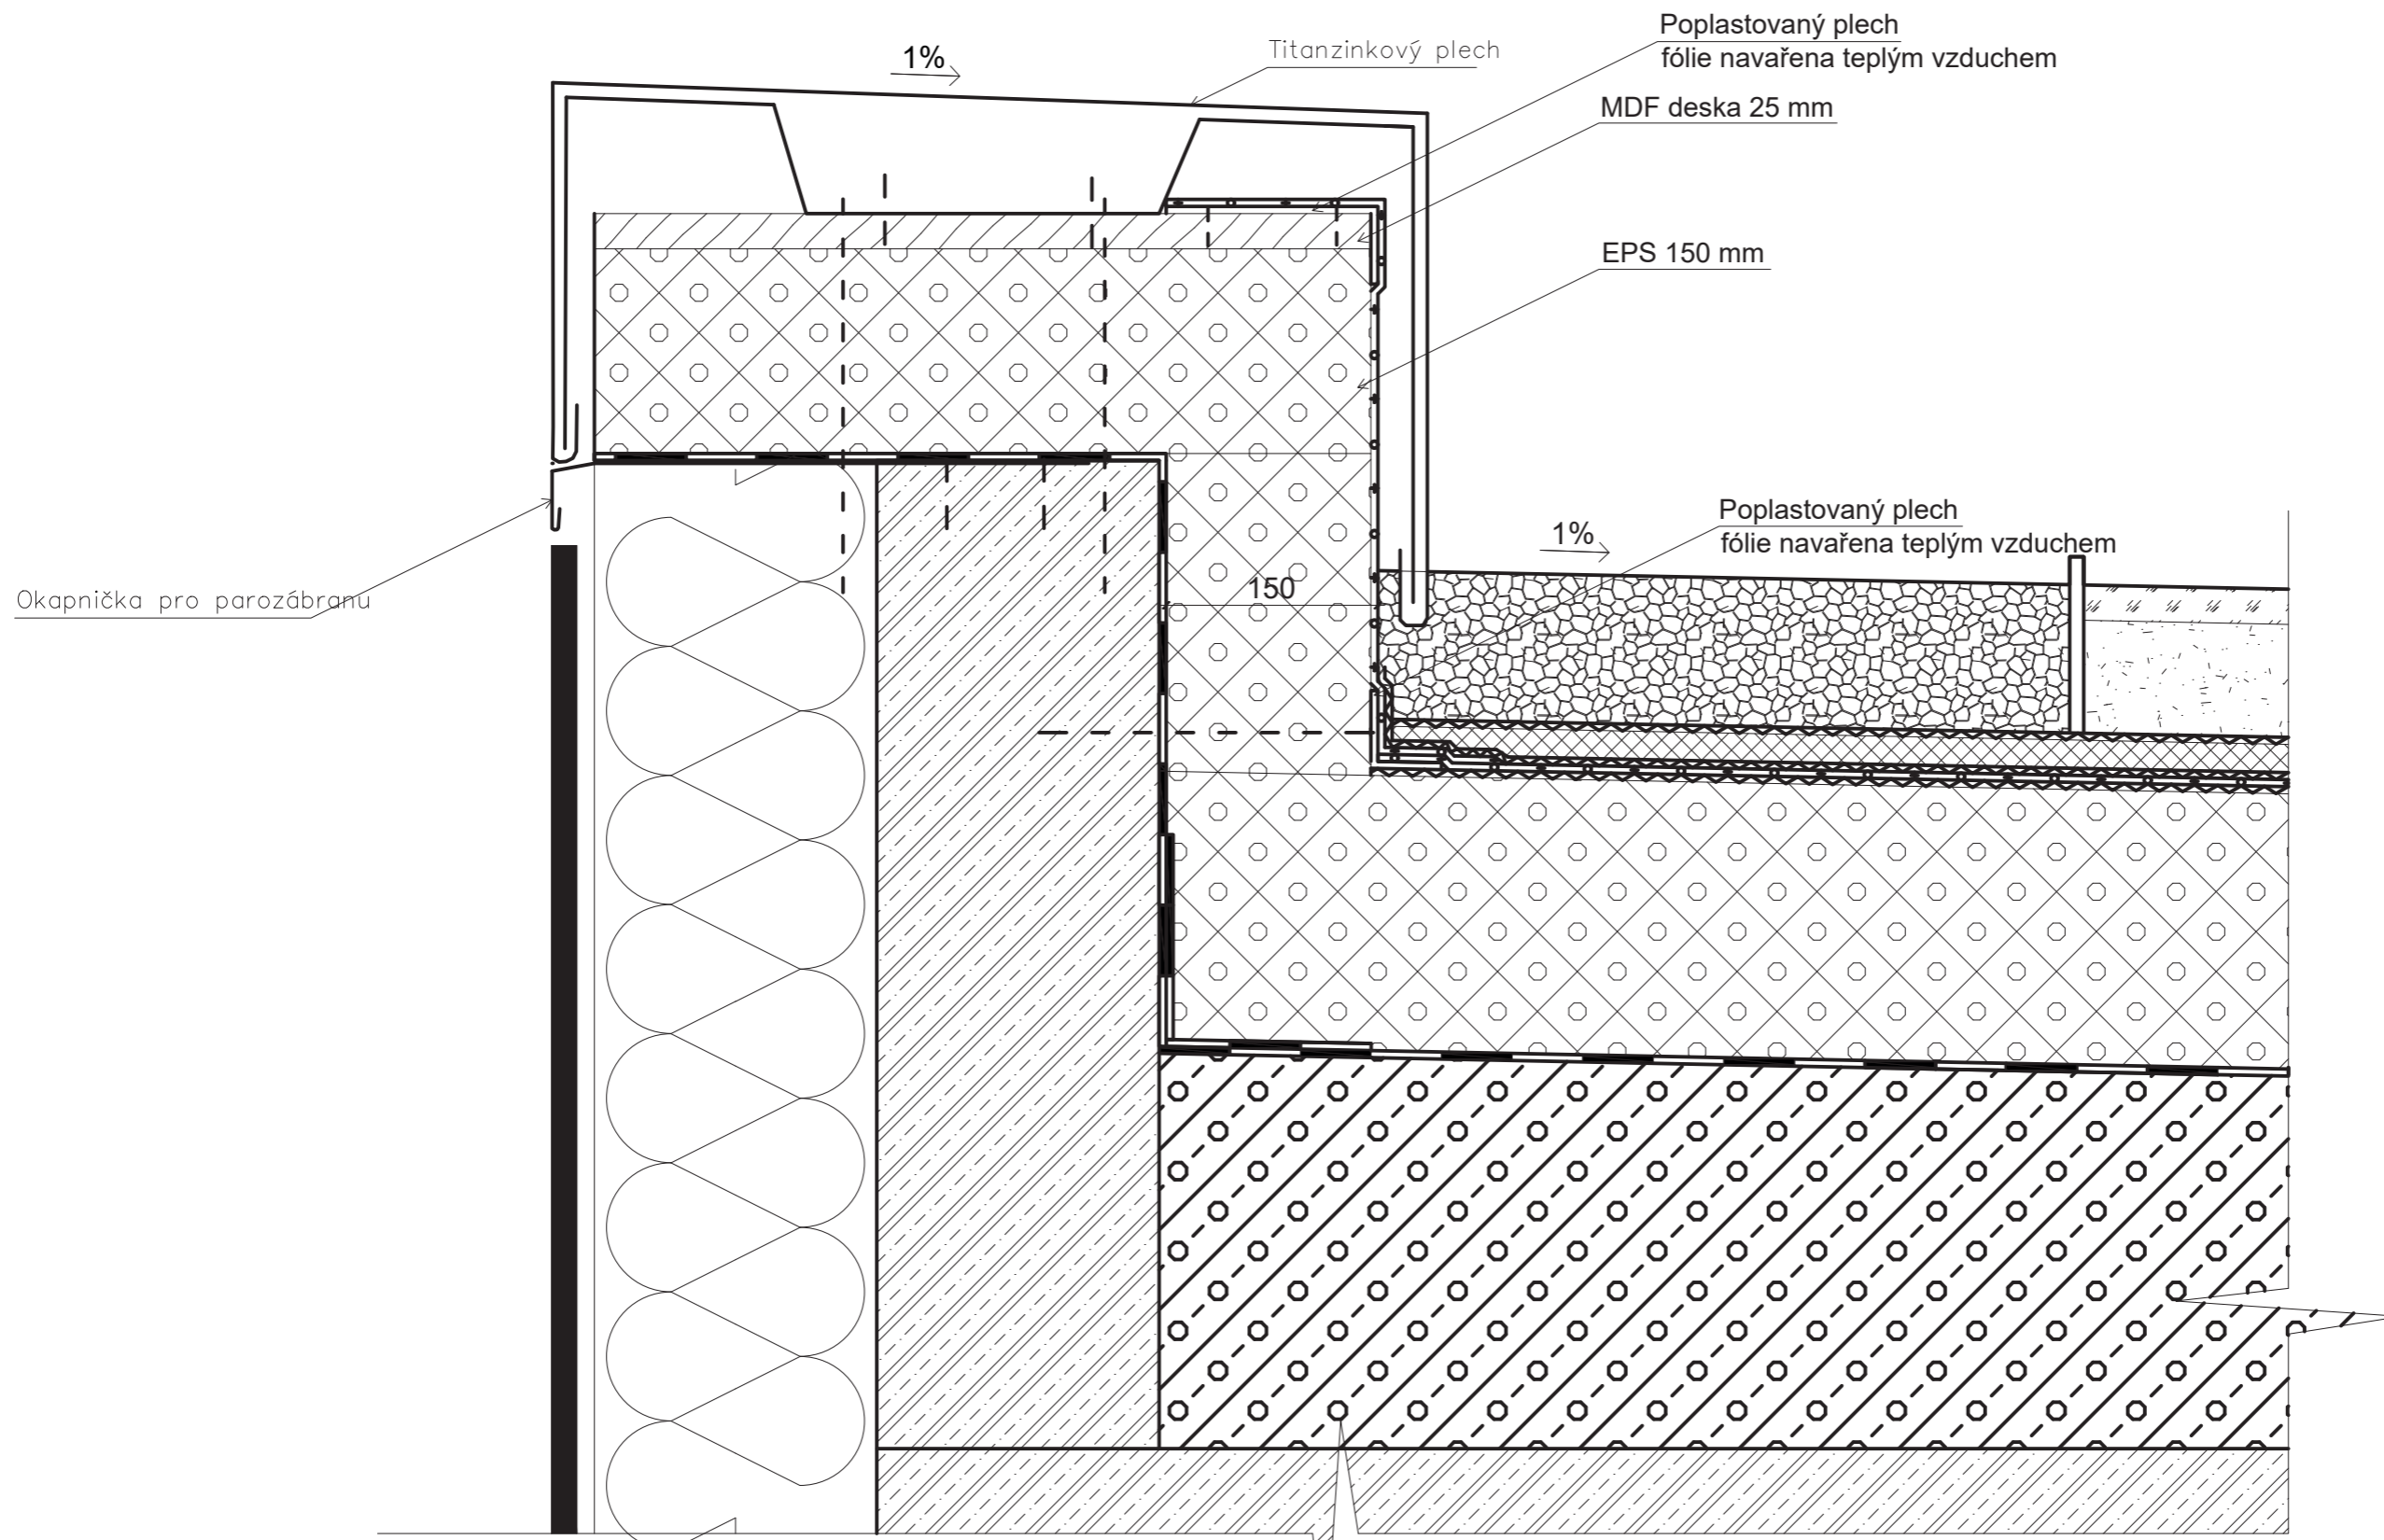 Poplastovaný plech
fólie navařena teplým vzduchem
1%
Titanzinkový plech
MDF deska 25 mm
EPS 150 mm
Poplastovaný plech
fólie navařena teplým vzduchem
1%
150
Okapnička pro parozábranu